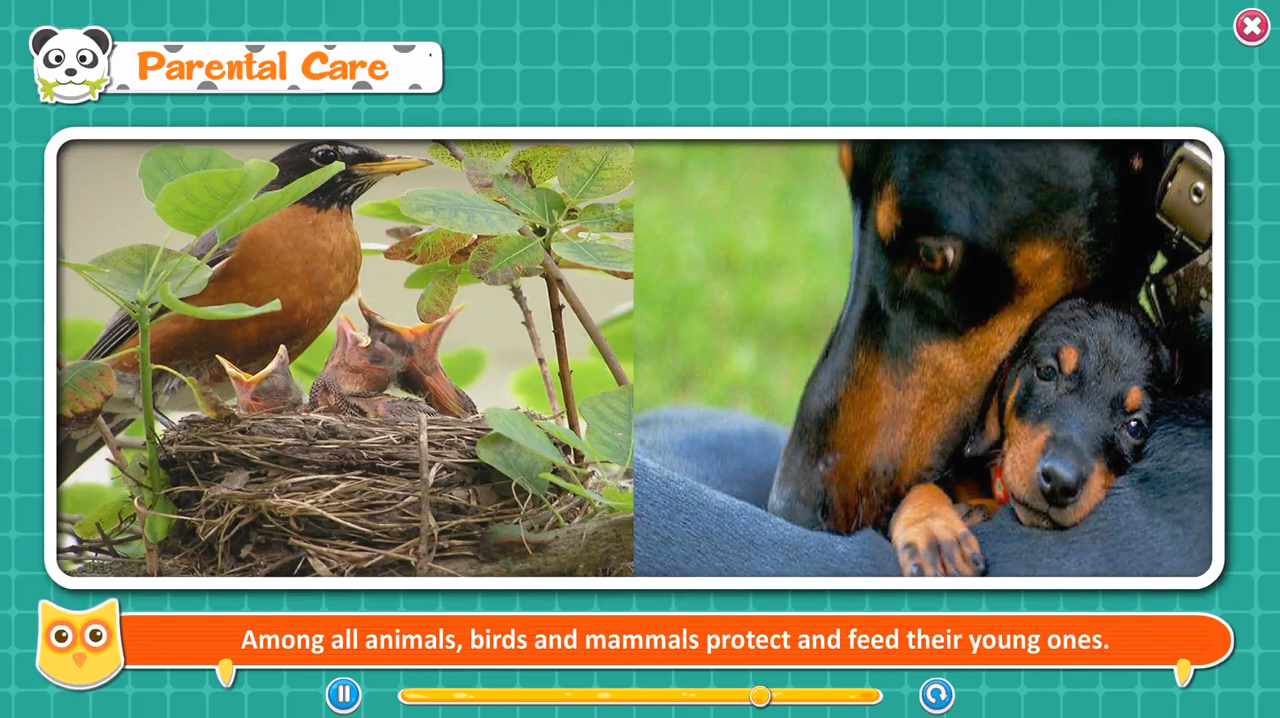 Parental Care
Among all animals, birds and mammals protect and feed their young ones.